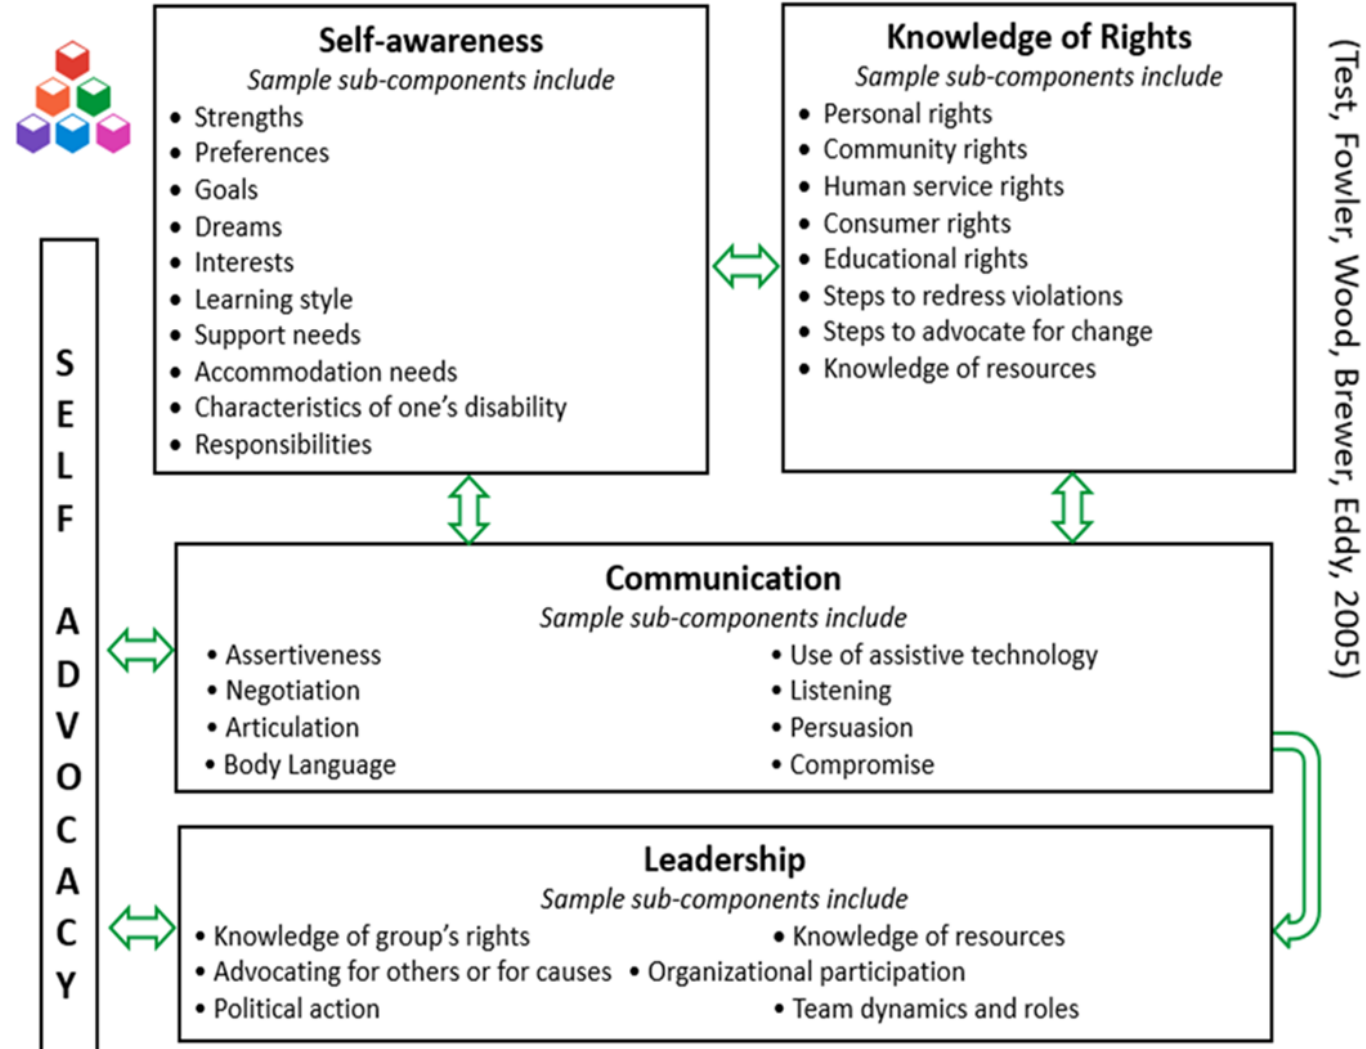 Self-awareness
Sample sub-components include
• Strengths
• Preferences
• Goals
• Dreams
• Interests
• Learning style
• Support needs
• Accommodation needs
• Characteristics of one's disability
• Responsibilities
Knowledge of Rights
Sample sub-components include
• Personal rights
• Community rights
• Human service rights
• Consumer rights
• Educational rights
• Steps to redress violations
• Steps to advocate for change
• Knowledge of resources
(Test, Fowler, Wood, Brewer, Eddy, 2005)
SELF ADVOCACY
Communication
Sample sub-components include
• Assertiveness
• Negotiation
• Articulation
• Body Language
• Use of assistive technology
• Listening
• Persuasion
• Compromise
Leadership
Sample sub-components include
• Knowledge of group's rights • Knowledge of resources
• Advocating for others or for causes • Organizational participation
• Political action • Team dynamics and roles